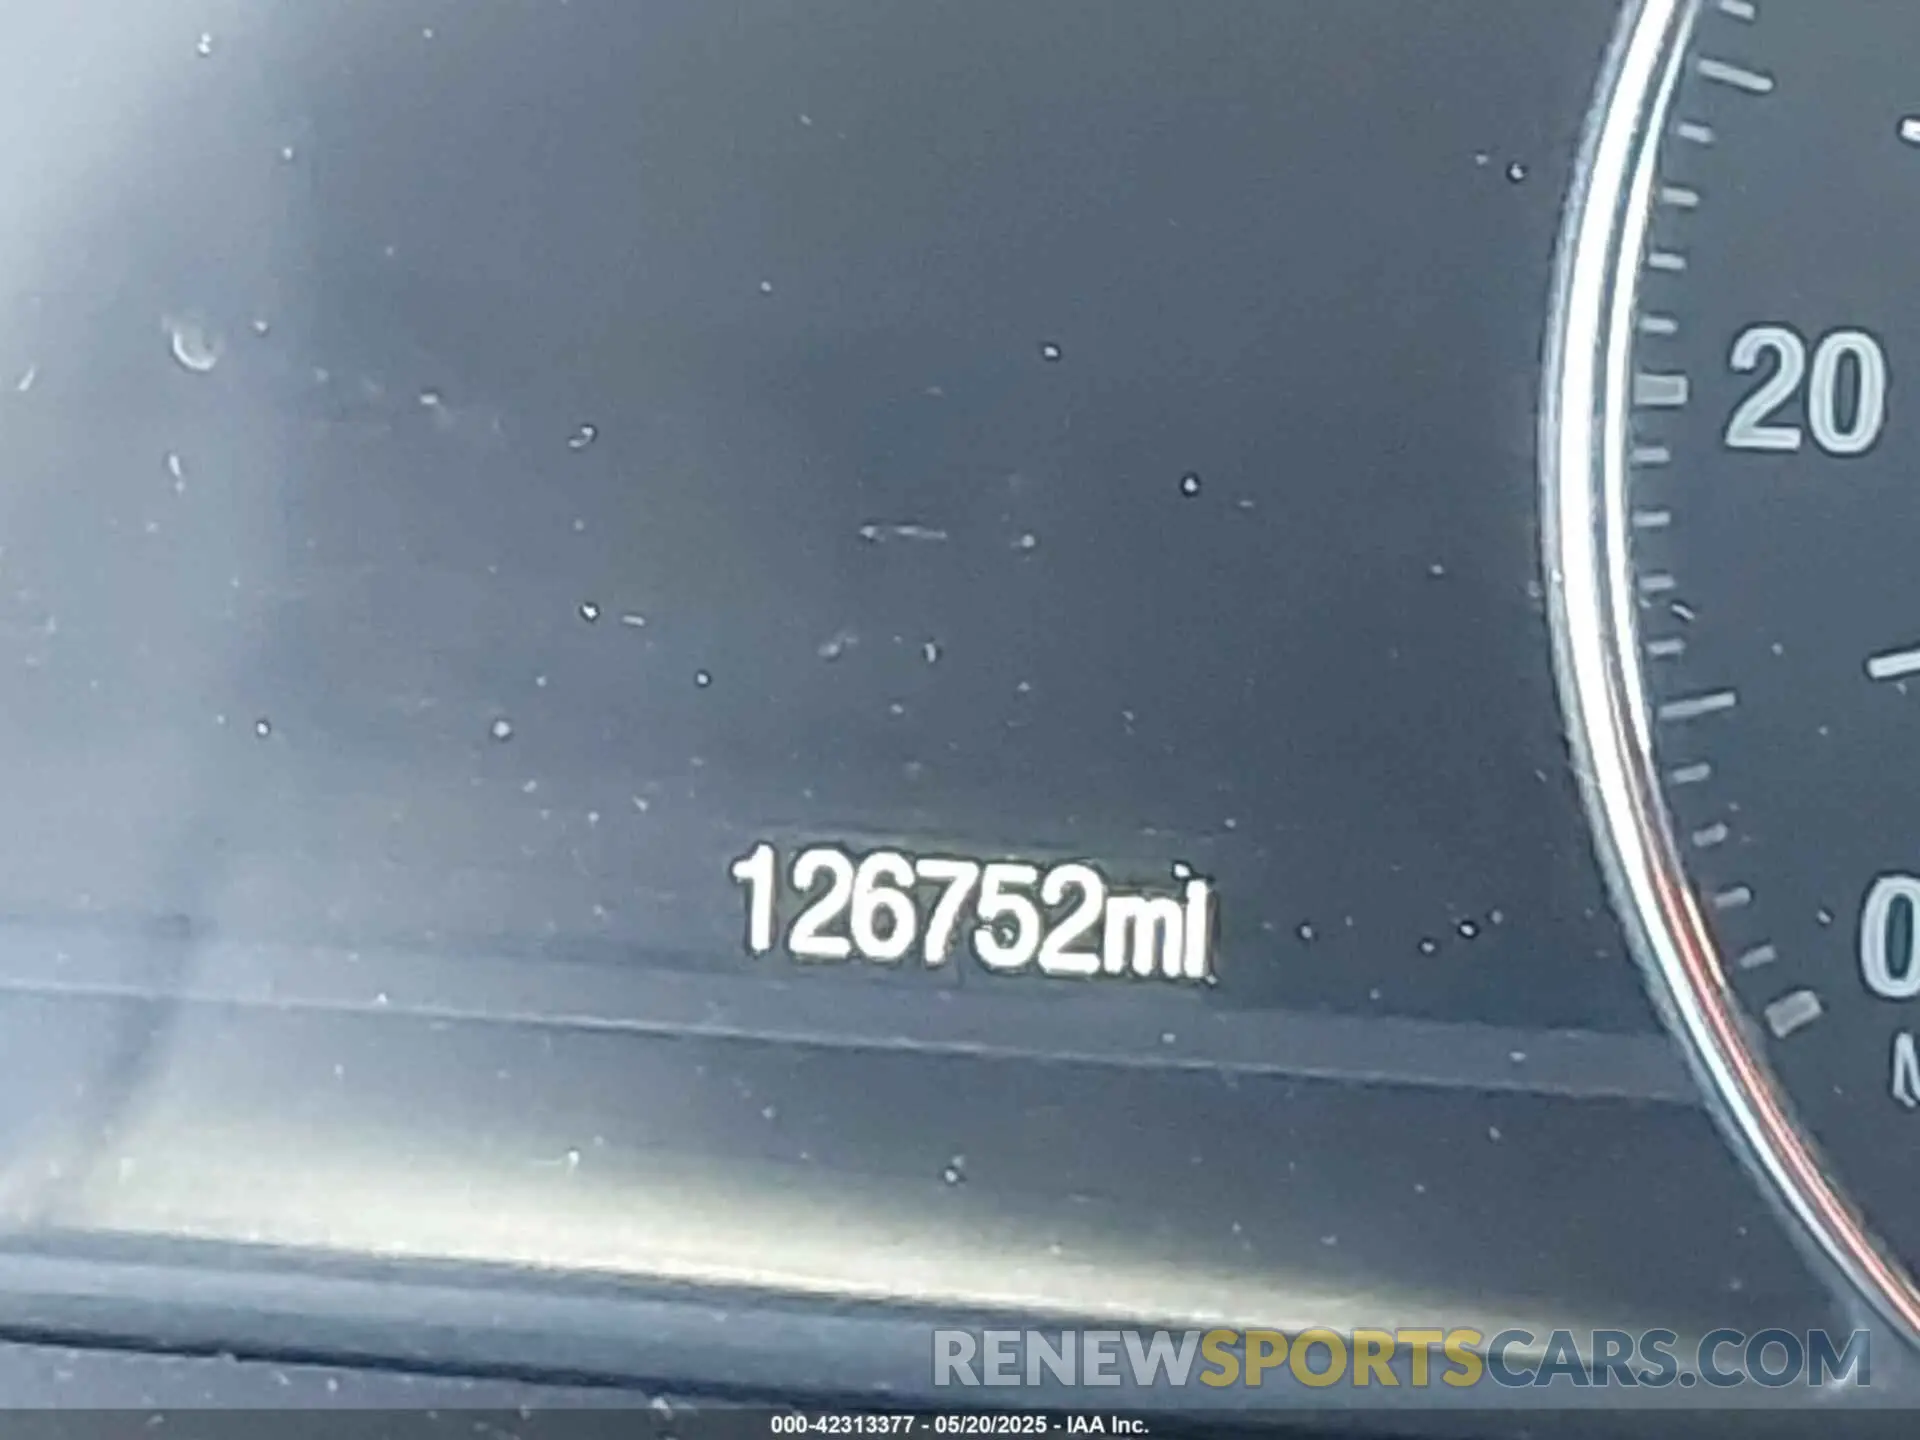 20
0
126752mi
RENEWSPORTSCARS.COM
000-42313377 - 05/20/2025 - IAA Inc.